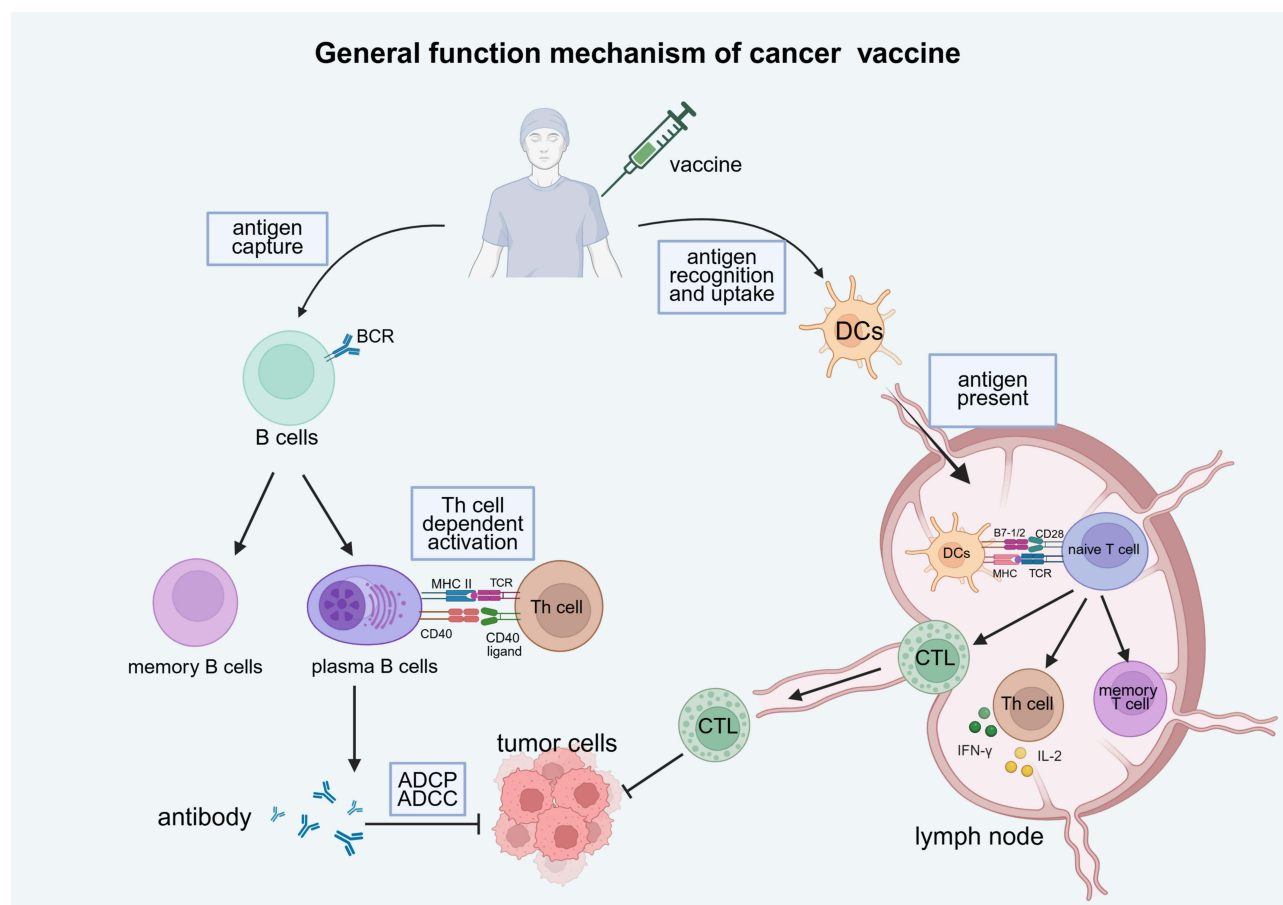 General function mechanism of cancer vaccine
vaccine
antigen
capture
antigen
recognition
and uptake
DCs
BCR
B cells
antigen
present
Th cell
dependent
activation
B7-1/2
CD28
DCs
naive T cell
MHC
TCR
MHC II
TCR
Th cell
CD40
CD40
ligand
memory B cells
plasma B cells
CTL
Th cell
memory
T cell
IFN-γ
IL-2
CTL
tumor cells
ADCP
ADCC
antibody
lymph node